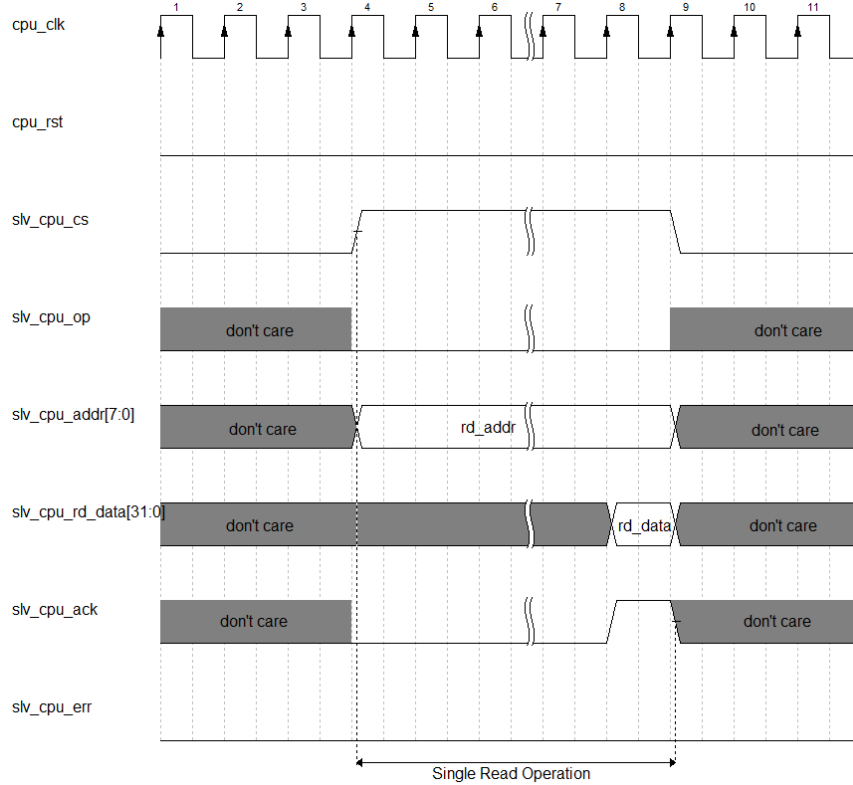 1 2 3 4 5 6 7 8 9 10 11
cpu_clk
cpu_rst
slv_cpu_cs
slv_cpu_op
don't care don't care
slv_cpu_addr[7:0]
don't care rd_addr don't care
slv_cpu_rd_data[31:0]
don't care rd_data don't care
slv_cpu_ack
don't care don't care
slv_cpu_err
Single Read Operation